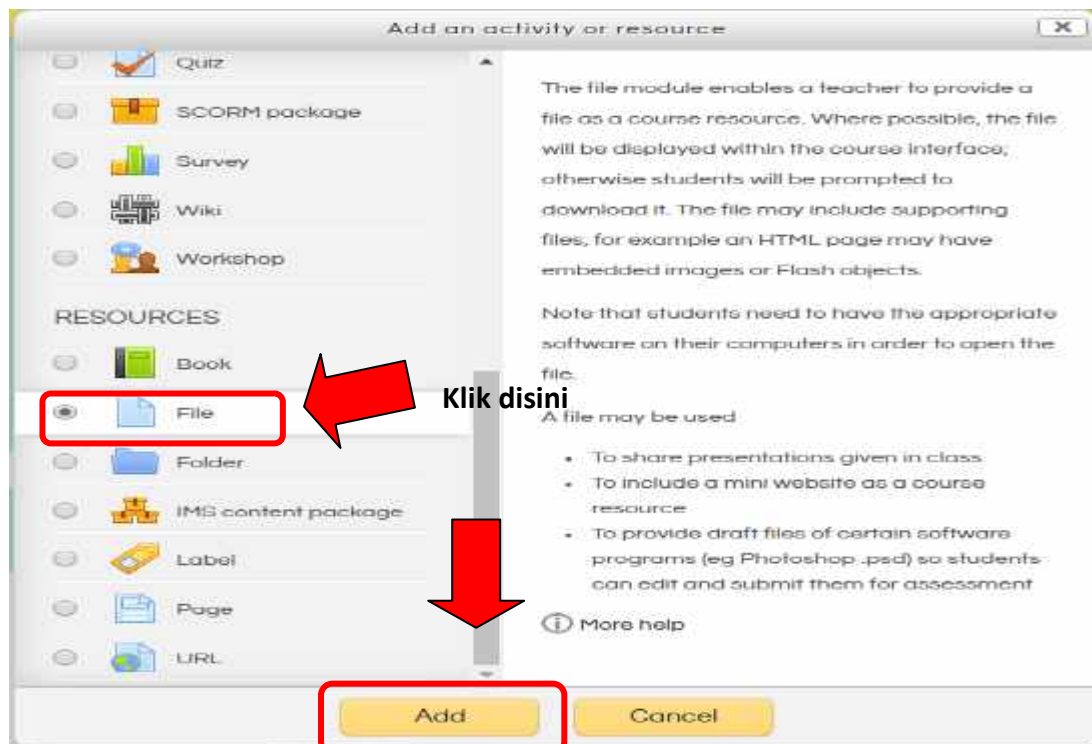 Add an activity or resource
Quiz
SCORM package
Survey
Wiki
Workshop
RESOURCES
Book
File
Folder
IMS content package
Label
Page
URL
Klik disini
The file module enables a teacher to provide a
file as a course resource. Where possible, the file
will be displayed within the course interface;
otherwise students will be prompted to
download it. The file may include supporting
files, for example an HTML page may have
embedded images or Flash objects.
Note that students need to have the appropriate
software on their computers in order to open the
file.
A file may be used
• To share presentations given in class
• To include a mini website as a course
resource
• To provide draft files of certain software
programs (eg Photoshop .psd) so students
can edit and submit them for assessment
More help
Add
Cancel